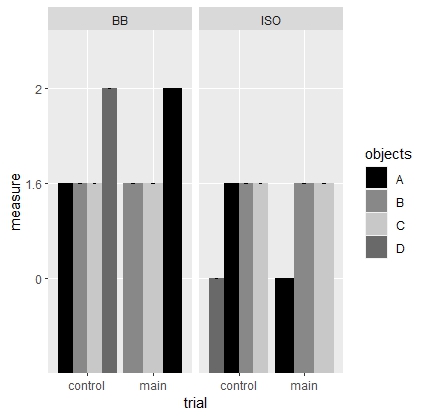 BB
ISO
2
1.6
0
measure
control
main
control
main
trial
objects
A
B
C
D